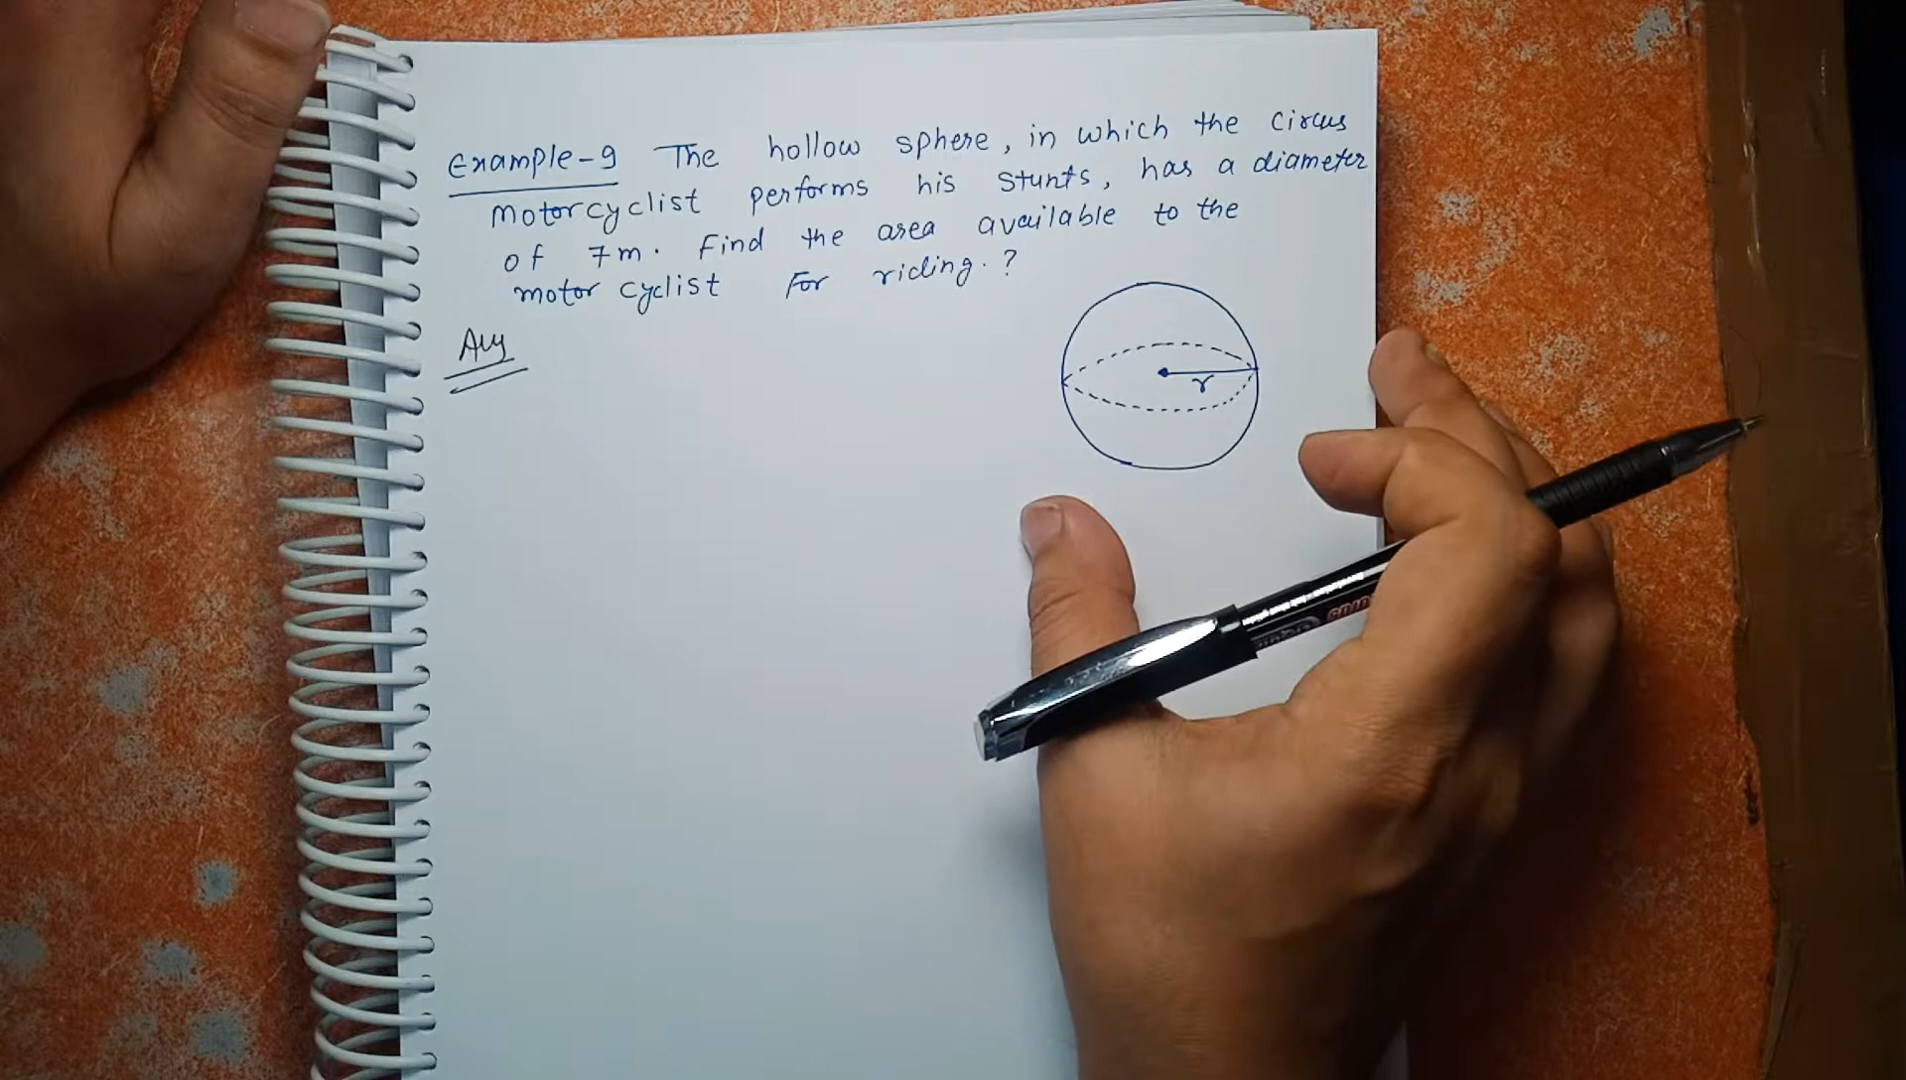 Example-9 The hollow sphere, in which the circus
motorcyclist performs his stunts, has a diameter
of 7m. Find the area available to the
motor cyclist For riding.?
Ans
r